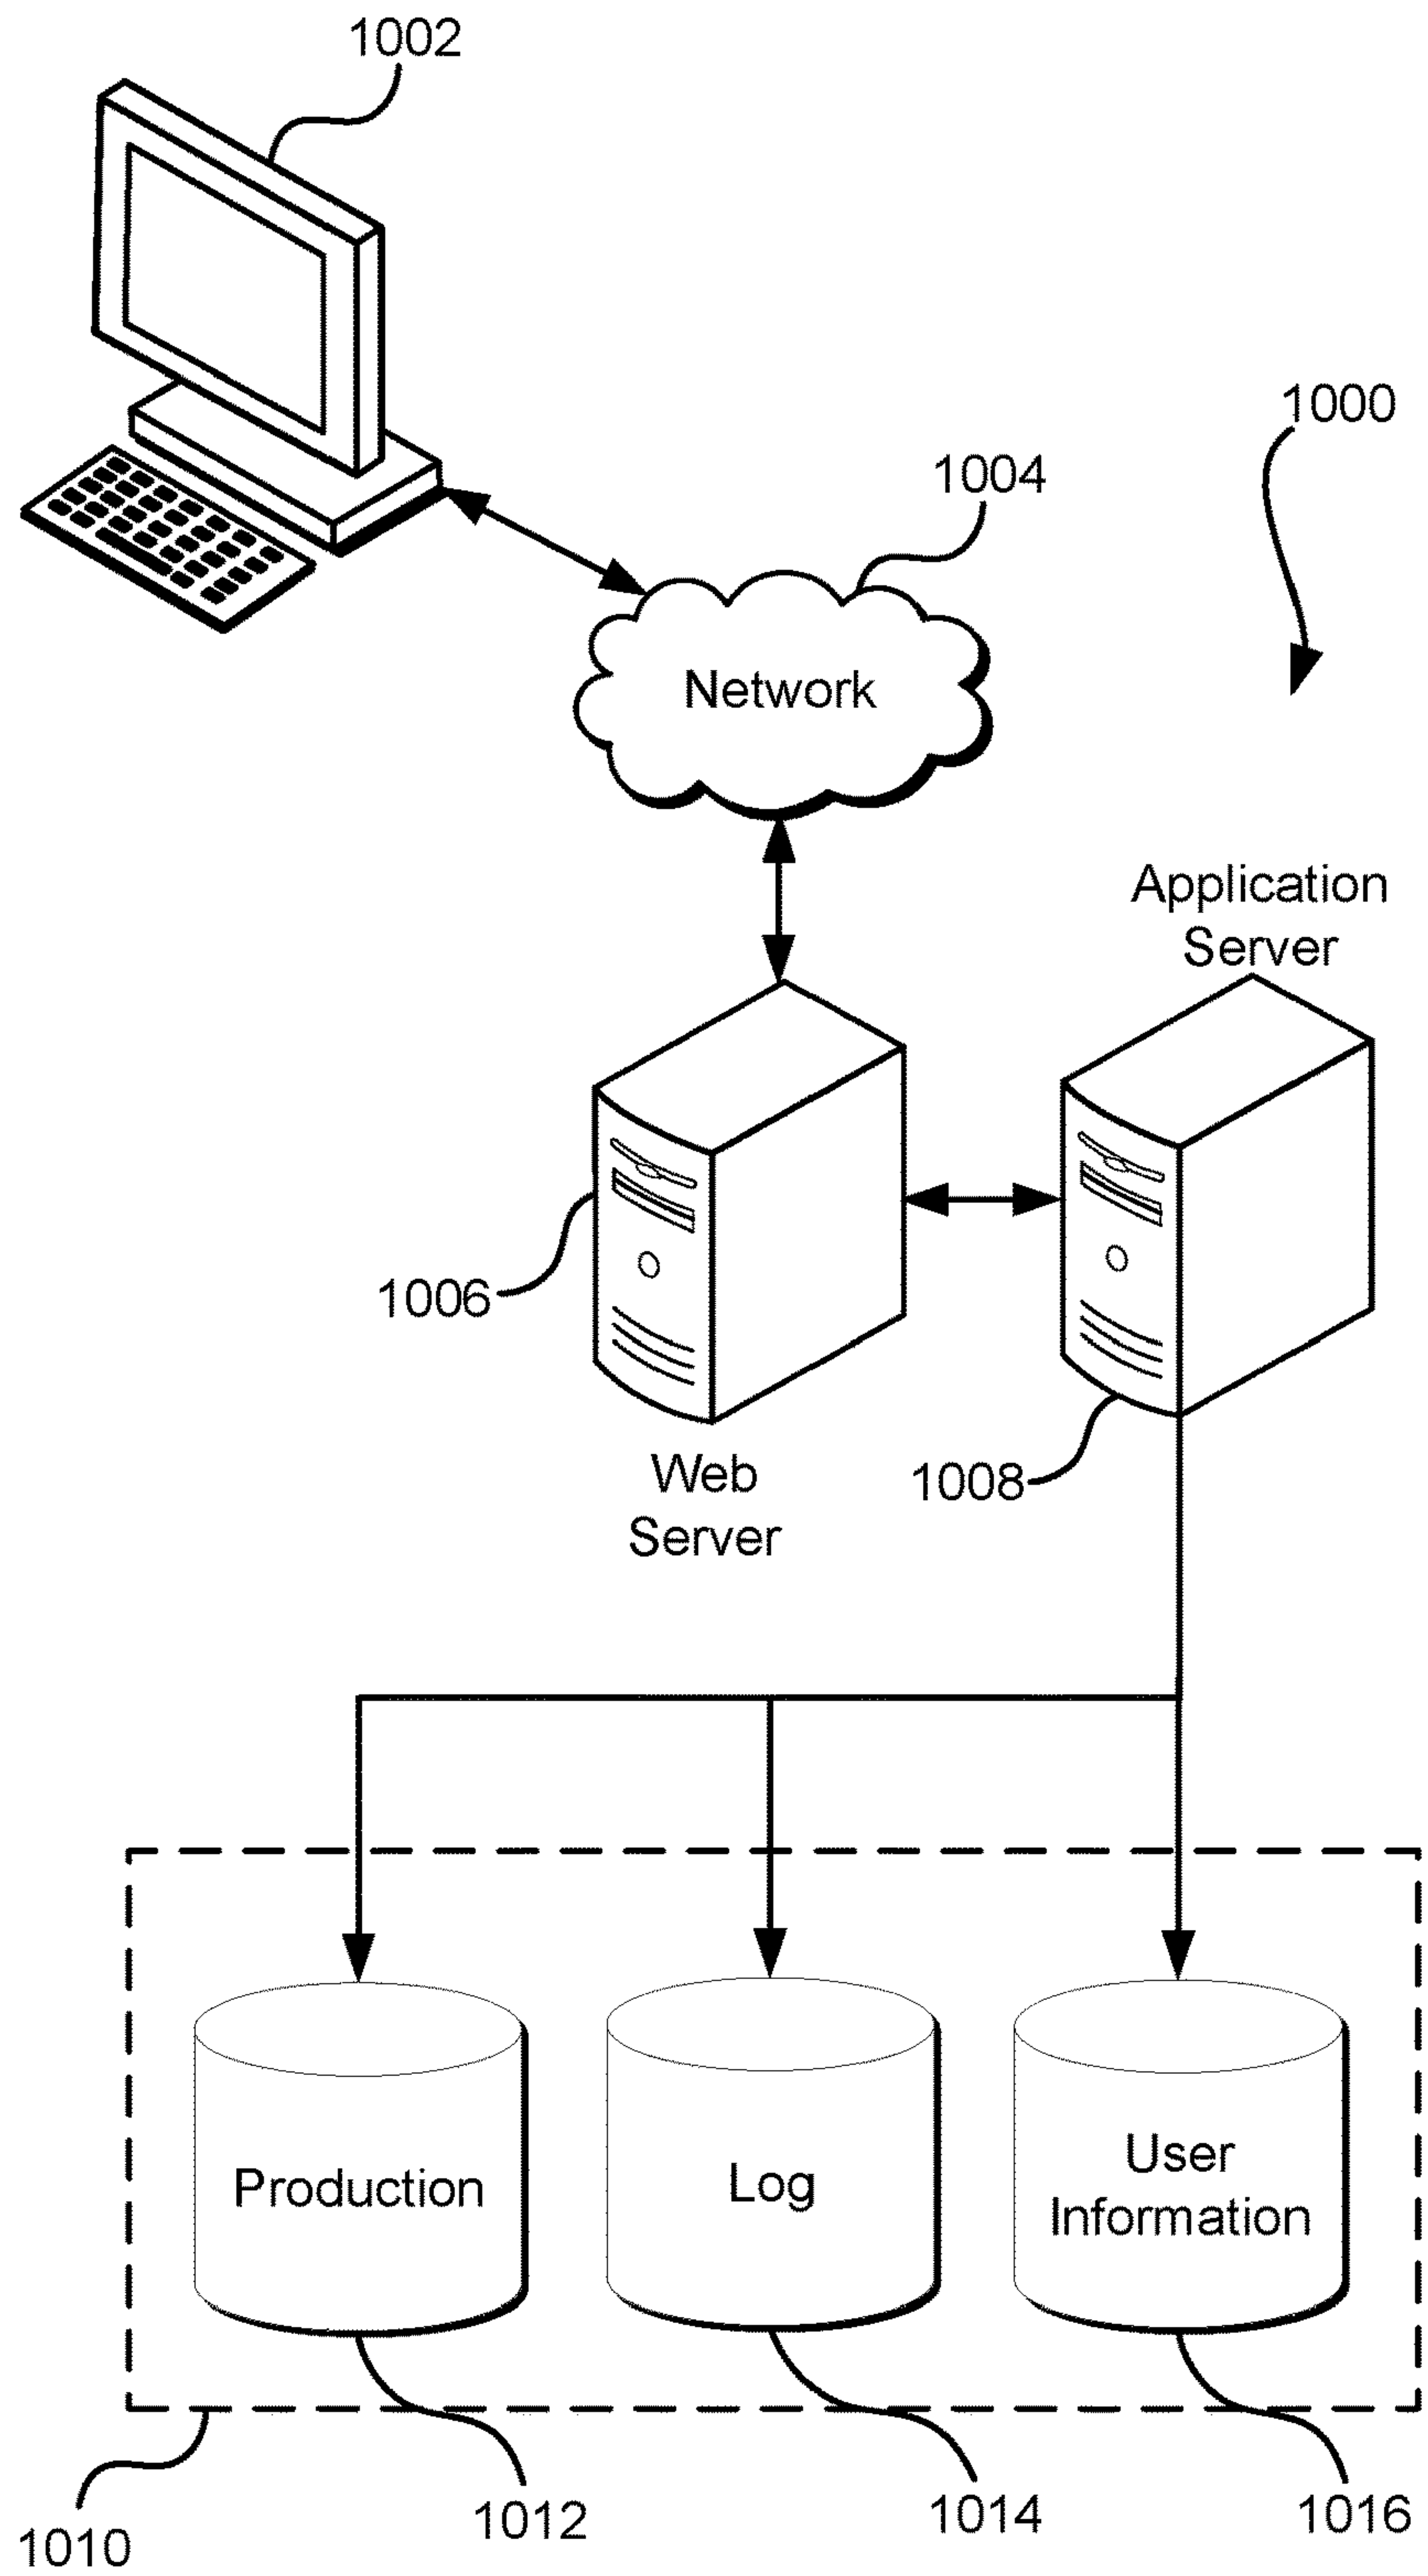 1002
1000
1004
Network
Application
Server
1006
Web
Server
1008
Production
Log
User
Information
1010
1012
1014
1016